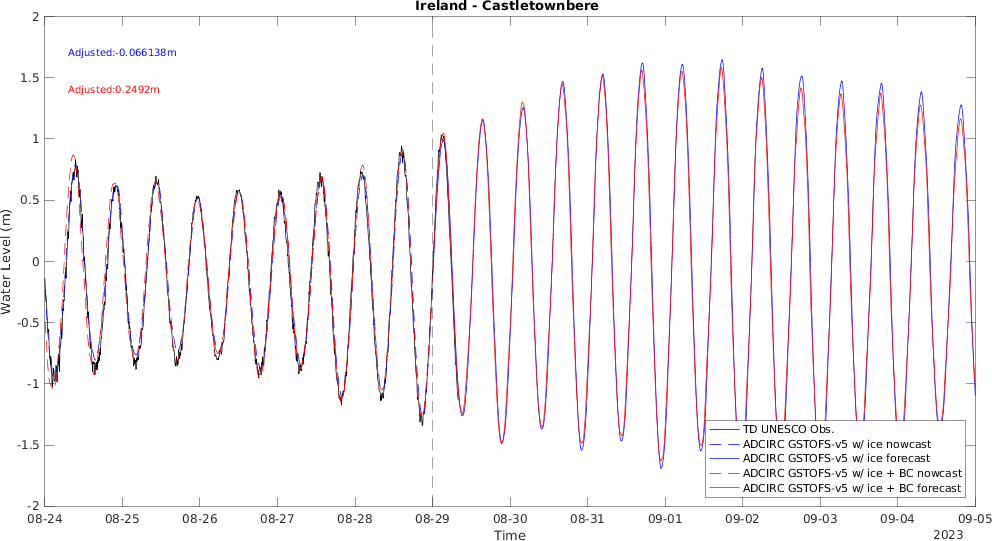 Ireland - Castletownbere
Adjusted:-0.066138m
Adjusted:0.2492m
Water Level (m)
2
1.5
1
0.5
0
-0.5
-1
-1.5
-2
TD UNESCO Obs.
ADCIRC GSTOFS-v5 w/ ice nowcast
ADCIRC GSTOFS-v5 w/ ice forecast
ADCIRC GSTOFS-v5 w/ ice + BC nowcast
ADCIRC GSTOFS-v5 w/ ice + BC forecast
08-24 08-25 08-26 08-27 08-28 08-29 08-30 08-31 09-01 09-02 09-03 09-04 09-05
Time
2023